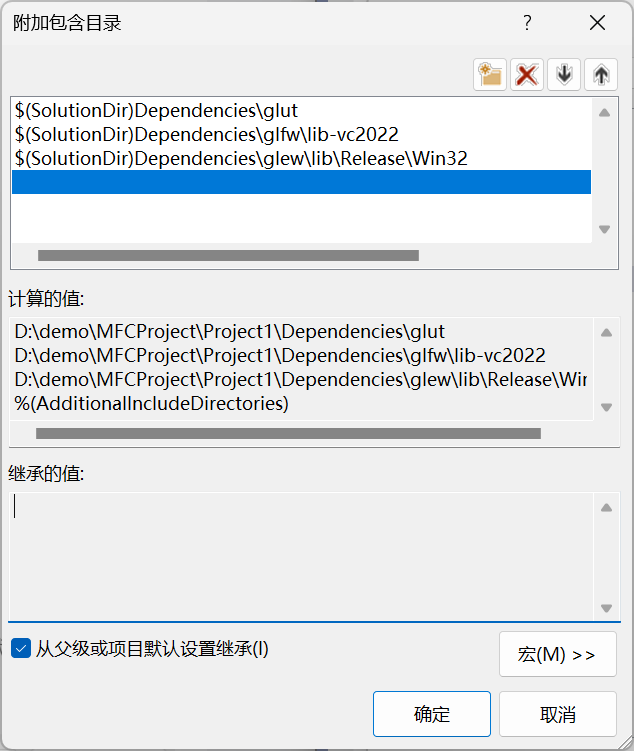 附加包含目录
?
$(SolutionDir)Dependencies\glut
$(SolutionDir)Dependencies\glfw\lib-vc2022
$(SolutionDir)Dependencies\glew\lib\Release\Win32
计算的值:
D:\demo\MFCProject\Project1\Dependencies\glut
D:\demo\MFCProject\Project1\Dependencies\glfw\lib-vc2022
D:\demo\MFCProject\Project1\Dependencies\glew\lib\Release\Win
%(AdditionalIncludeDirectories)
继承的值:
从父级或项目默认设置继承(I)
宏(M) >>
确定
取消